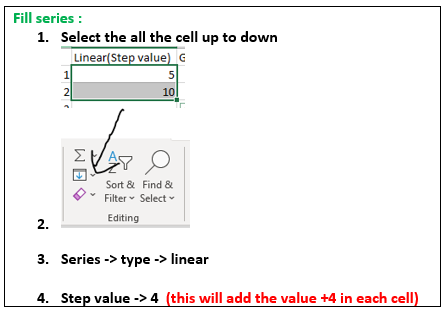 Fill series :
1. Select the all the cell up to down
Linear(Step value) G
1 5
2 10
Sort & Filter Find & Select
Editing
2.
3. Series -> type -> linear
4. Step value -> 4 (this will add the value +4 in each cell)